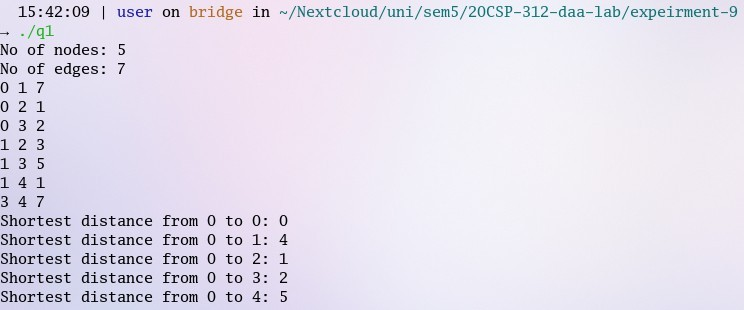 15:42:09 | user on bridge in ~/Nextcloud/uni/sem5/20CSP-312-daa-lab/expeirment-9
→ ./q1
No of nodes: 5
No of edges: 7
0 1 7
0 2 1
0 3 2
1 2 3
1 3 5
1 4 1
3 4 7
Shortest distance from 0 to 0: 0
Shortest distance from 0 to 1: 4
Shortest distance from 0 to 2: 1
Shortest distance from 0 to 3: 2
Shortest distance from 0 to 4: 5